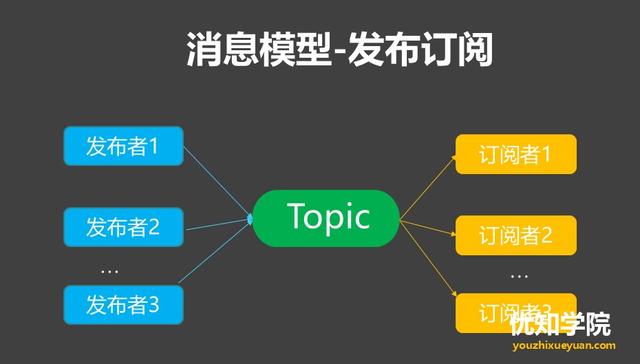 消息模型-发布订阅
发布者1
订阅者1
Topic
发布者2
订阅者2
...
...
发布者3
订阅者3
优知学院
youzhixueyuan.com